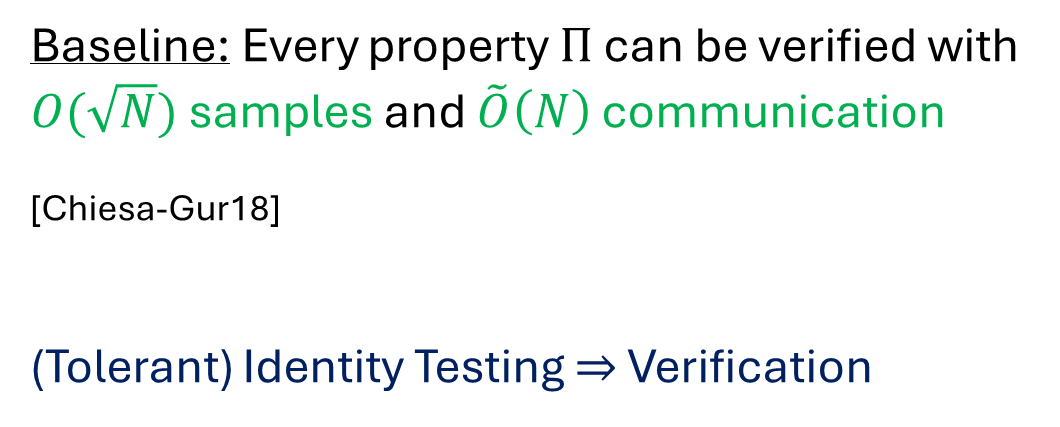 Baseline: Every property Π can be verified with
O(√N) samples and Õ(N) communication
[Chiesa-Gur18]
(Tolerant) Identity Testing ⇒ Verification